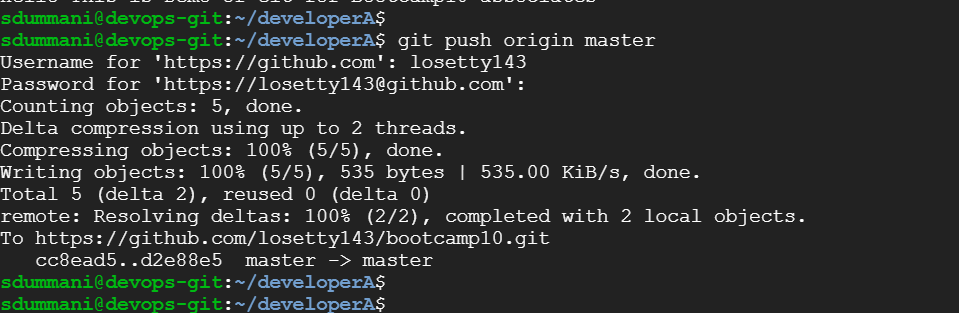 sdummani@devops-git:~/developerA$
sdummani@devops-git:~/developerA$ git push origin master
Username for 'https://github.com': losetty143
Password for 'https://losetty143@github.com':
Counting objects: 5, done.
Delta compression using up to 2 threads.
Compressing objects: 100% (5/5), done.
Writing objects: 100% (5/5), 535 bytes | 535.00 KiB/s, done.
Total 5 (delta 2), reused 0 (delta 0)
remote: Resolving deltas: 100% (2/2), completed with 2 local objects.
To https://github.com/losetty143/bootcamp10.git
   cc8ead5..d2e88e5  master -> master
sdummani@devops-git:~/developerA$
sdummani@devops-git:~/developerA$